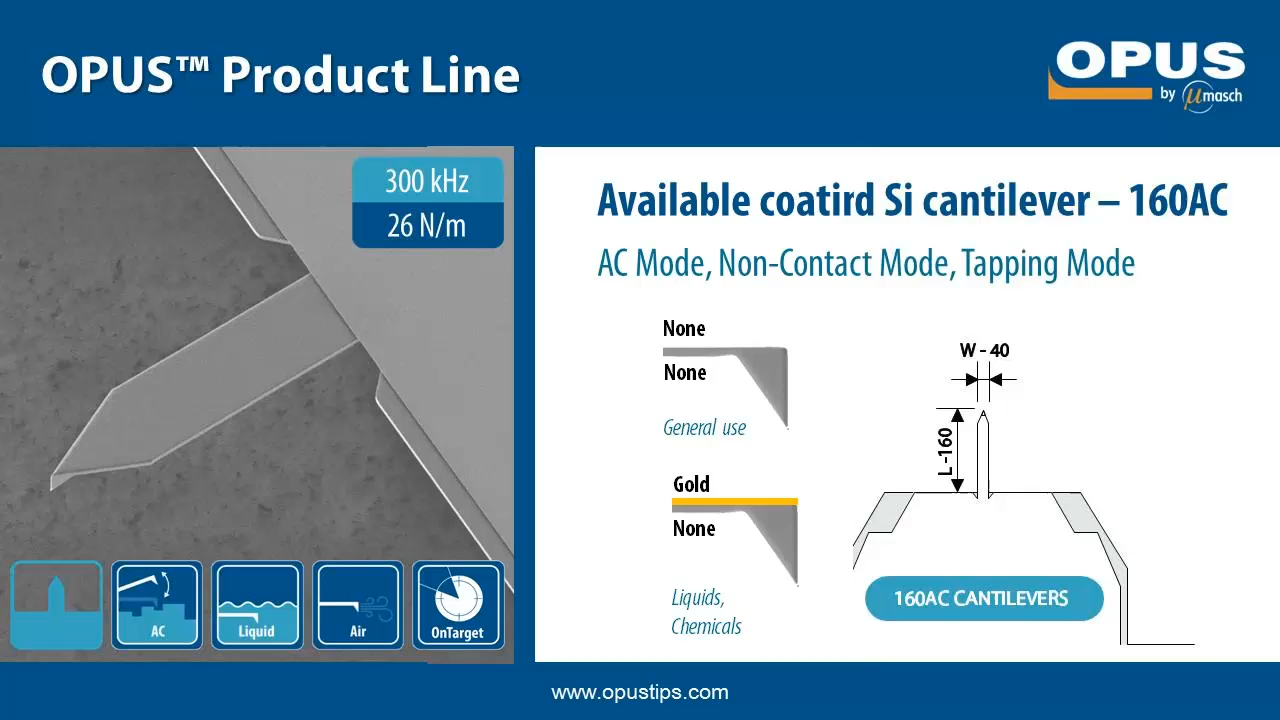 OPUS™ Product Line
OPUS
by μmasch
300 kHz
26 N/m
Available coatird Si cantilever – 160AC
AC Mode, Non-Contact Mode, Tapping Mode
None
None
General use
Gold
None
Liquids,
Chemicals
W - 40
L -160
160AC CANTILEVERS
AC
Liquid
Air
OnTarget
www.opustips.com